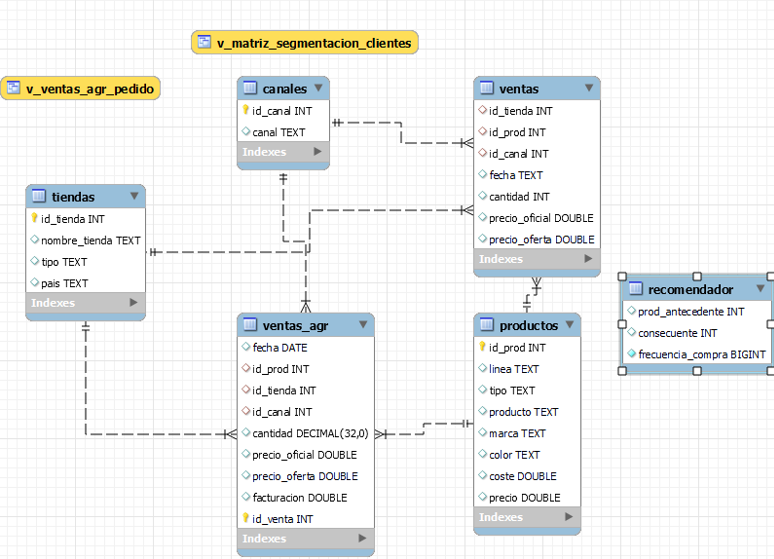 v_matriz_segmentacion_clientes
v_ventas_agr_pedido
canales
id_canal INT
canal TEXT
Indexes
ventas
id_tienda INT
id_prod INT
id_canal INT
fecha TEXT
cantidad INT
precio_oficial DOUBLE
precio_oferta DOUBLE
Indexes
tiendas
id_tienda INT
nombre_tienda TEXT
tipo TEXT
pais TEXT
Indexes
recomendador
prod_antecedente INT
consecuente INT
frecuencia_compra BIGINT
ventas_agr
fecha DATE
id_prod INT
id_tienda INT
id_canal INT
cantidad DECIMAL(32,0)
precio_oficial DOUBLE
precio_oferta DOUBLE
facturacion DOUBLE
id_venta INT
Indexes
productos
id_prod INT
linea TEXT
tipo TEXT
producto TEXT
marca TEXT
color TEXT
coste DOUBLE
precio DOUBLE
Indexes